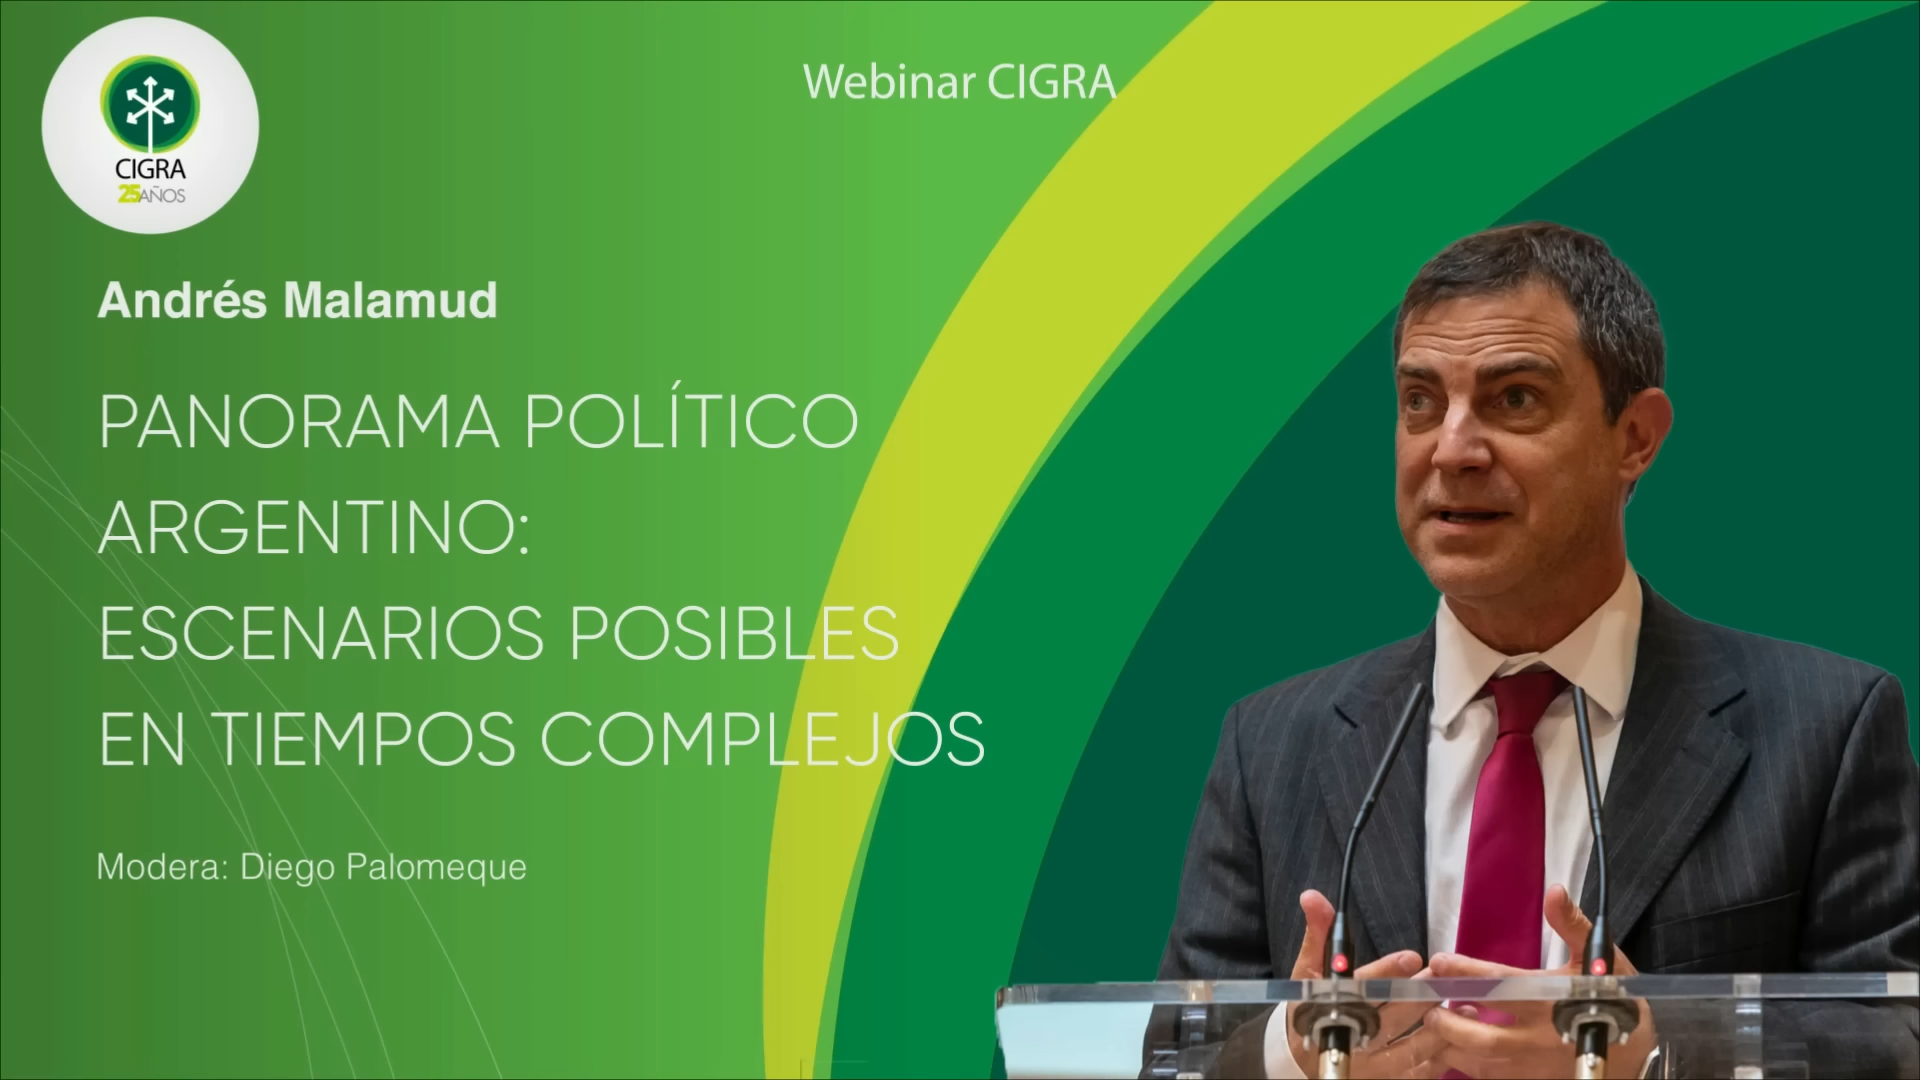 Webinar CIGRA
CIGRA
25AÑOS
Andrés Malamud
PANORAMA POLÍTICO
ARGENTINO:
ESCENARIOS POSIBLES
EN TIEMPOS COMPLEJOS
Modera: Diego Palomeque